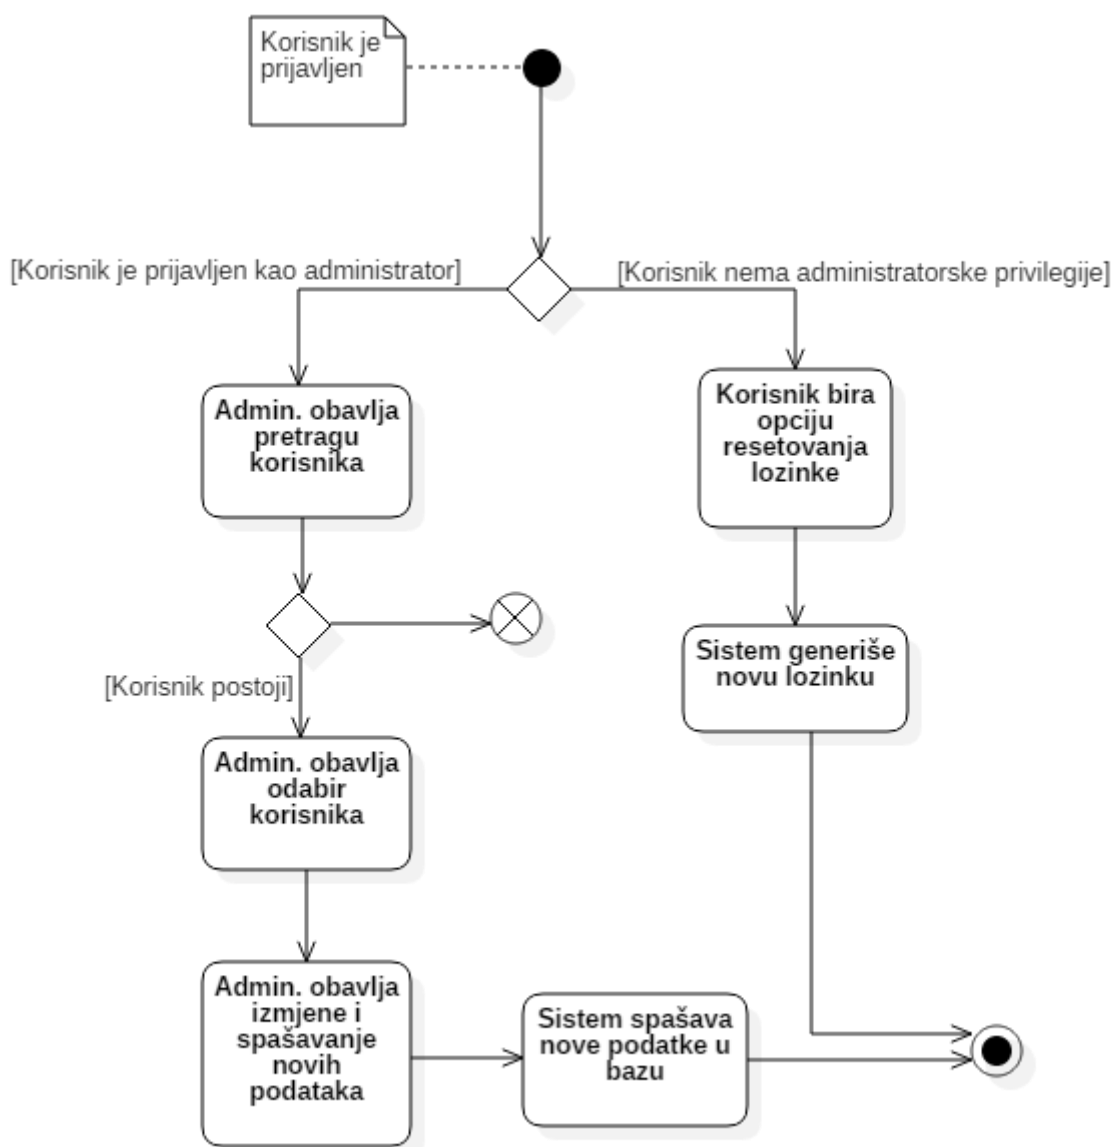 Korisnik je
prijavljen
[Korisnik je prijavljen kao administrator]
[Korisnik nema administratorske privilegije]
Admin. obavlja
pretragu
korisnika
Korisnik bira
opciju
resetovanja
lozinke
[Korisnik postoji]
Sistem generiše
novu lozinku
Admin. obavlja
odabir
korisnika
Admin. obavlja
izmjene i
spašavanje
novih
podataka
Sistem spašava
nove podatke u
bazu